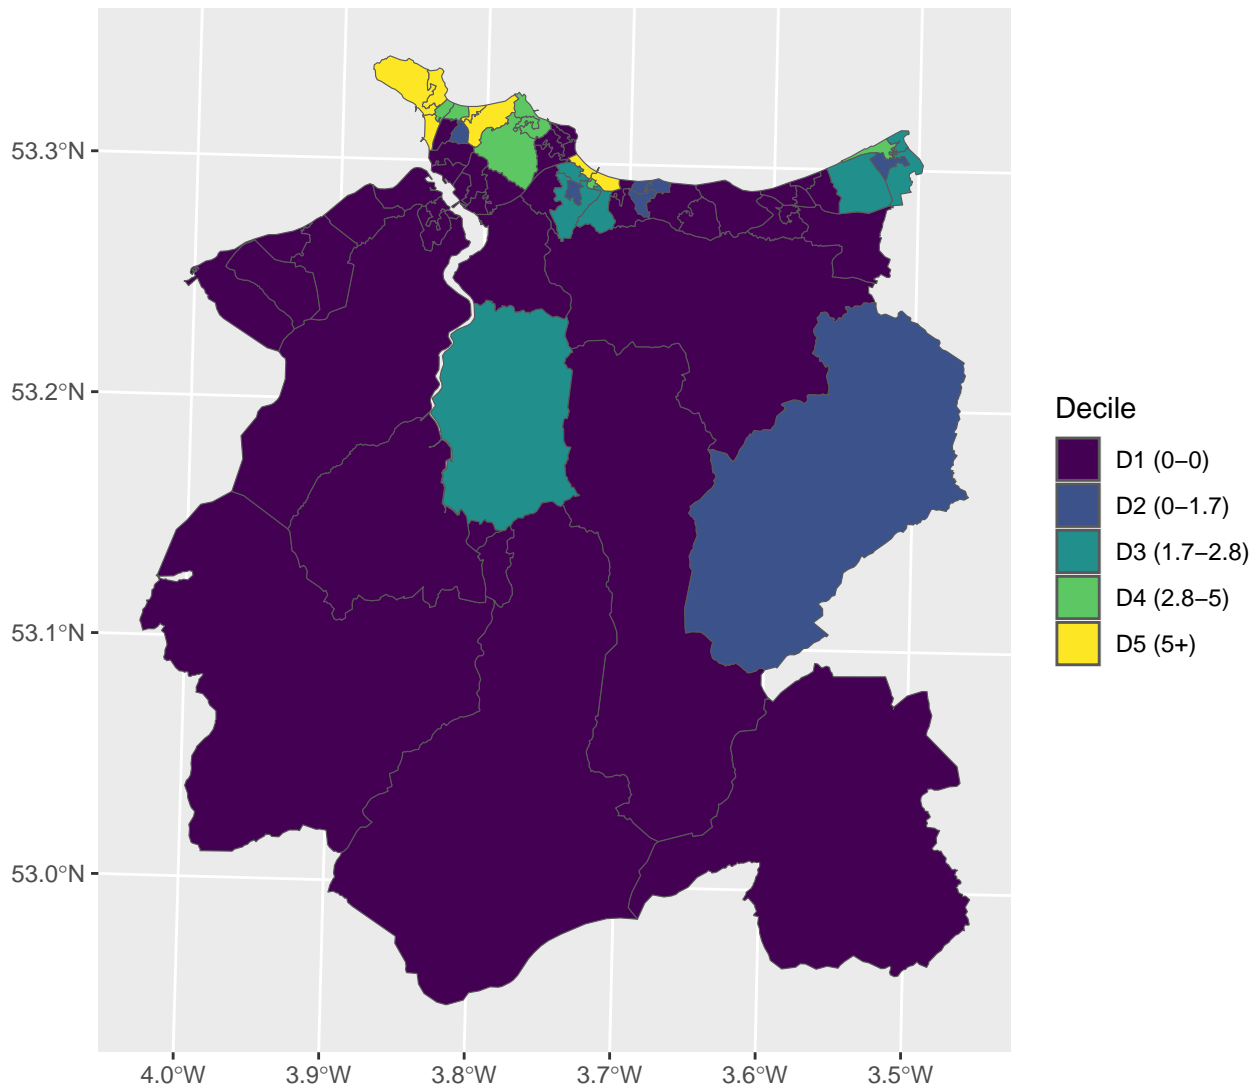 53.3°N
53.2°N
53.1°N
53.0°N
4.0°W 3.9°W 3.8°W 3.7°W 3.6°W 3.5°W
Decile
D1 (0−0)
D2 (0−1.7)
D3 (1.7−2.8)
D4 (2.8−5)
D5 (5+)